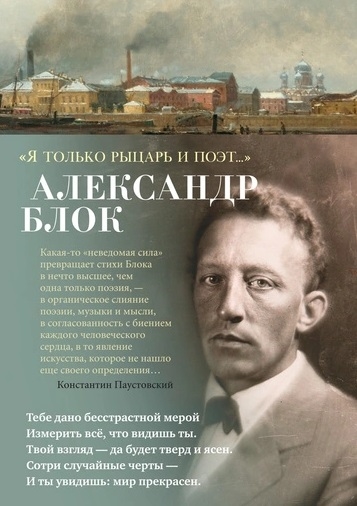 «Я ТОЛЬКО РЫЦАРЬ И ПОЭТ...»
АЛЕКСАНДР
БЛОК
Какая-то «неведомая сила»
превращает стихи Блока
в нечто высшее, чем
одна только поэзия, —
в органическое слияние
поэзии, музыки и мысли,
в согласованность с биением
каждого человеческого
сердца, в то явление
искусства, которое не нашло
еще своего определения…
Константин Паустовский
Тебе дано бесстрастной мерой
Измерить всё, что видишь ты.
Твой взгляд — да будет тверд и ясен.
Сотри случайные черты —
И ты увидишь: мир прекрасен.